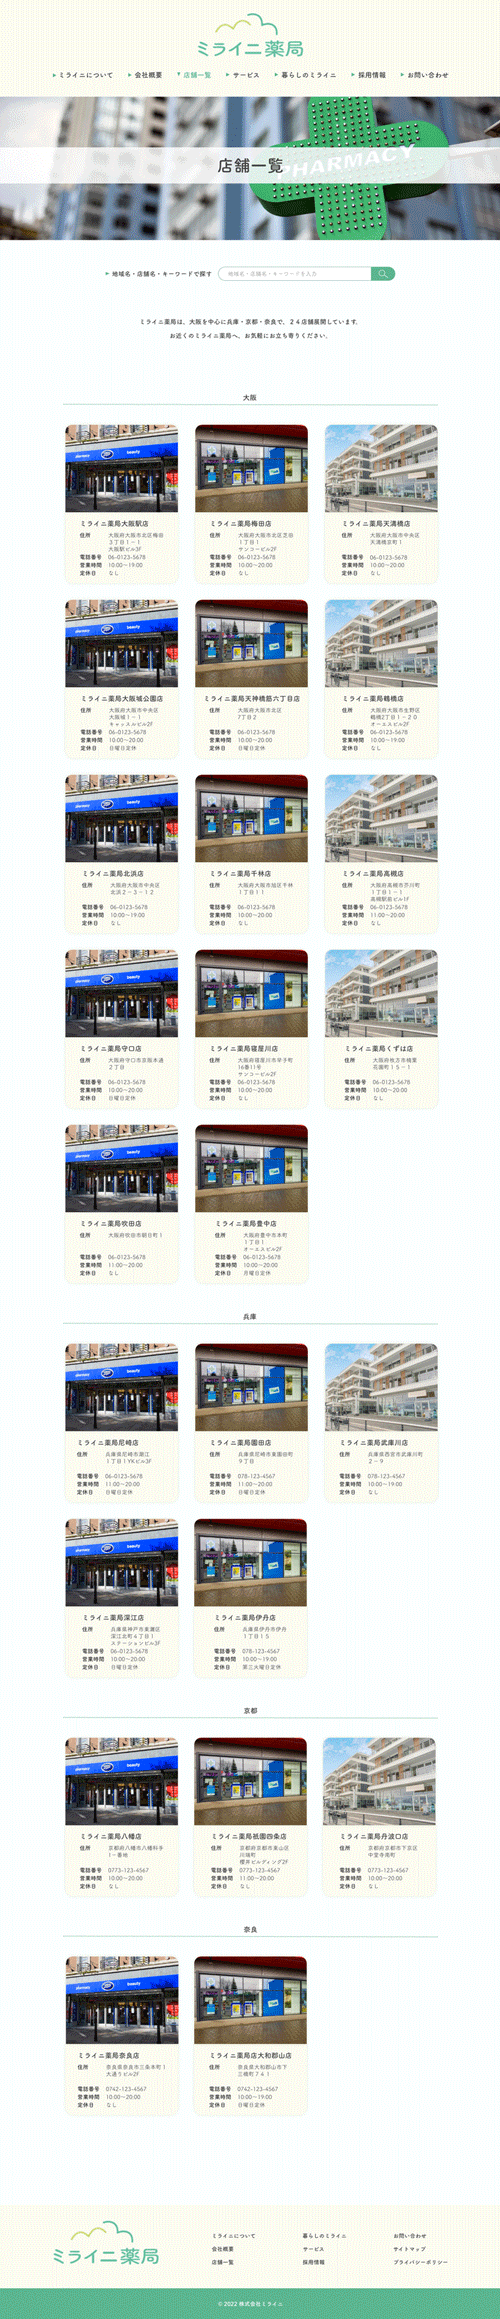 ミライニ薬局
ミライニについて
会社概要
店舗一覧
サービス
暮らしのミライニ
採用情報
お問い合わせ
PHARMACY
店舗一覧
地域名・店舗名・キーワードで探す
地域名・店舗名・キーワードを入力
ミライニ薬局は、大阪を中心に兵庫・京都・奈良で、２４店舗展開しています。
お近くのミライニ薬局へ、お気軽にお立ち寄りください。
大阪
ミライニ薬局大阪駅店
住所 大阪府大阪市北区梅田
３丁目１－１
大阪駅ビル3F
電話番号 06-0123-5678
営業時間 10:00～19:00
定休日 なし
ミライニ薬局梅田店
住所 大阪府大阪市北区芝田
１丁目１
サンコービル2F
電話番号 06-0123-5678
営業時間 10:00～20:00
定休日 なし
ミライニ薬局天満橋店
住所 大阪府大阪市中央区
天満橋京町１
電話番号 06-0123-5678
営業時間 10:00～20:00
定休日 なし
ミライニ薬局大阪城公園店
住所 大阪府大阪市中央区
大阪城１－１
キャッスルビル2F
電話番号 06-0123-5678
営業時間 10:00～20:00
定休日 日曜日定休
ミライニ薬局天神橋筋六丁目店
住所 大阪府大阪市北区
7丁目２
電話番号 06-0123-5678
営業時間 10:00～20:00
定休日 日曜日定休
ミライニ薬局鶴橋店
住所 大阪府大阪市生野区
鶴橋2丁目１－２０
オーエスビル2F
電話番号 06-0123-5678
営業時間 10:00～19:00
定休日 なし
ミライニ薬局北浜店
住所 大阪府大阪市中央区
北浜２－３－１２
電話番号 06-0123-5678
営業時間 10:00～19:00
定休日 なし
ミライニ薬局千林店
住所 大阪府大阪市旭区千林
１丁目１１
電話番号 06-0123-5678
営業時間 10:00～20:00
定休日 なし
ミライニ薬局高槻店
住所 大阪府高槻市芥川町
１丁目１－１
高槻駅前ビル1F
電話番号 06-0123-5678
営業時間 11:00～20:00
定休日 なし
ミライニ薬局守口店
住所 大阪府守口市京阪本通
２丁目
電話番号 06-0123-5678
営業時間 10:00～20:00
定休日 日曜日定休
ミライニ薬局寝屋川店
住所 大阪府寝屋川市早子町
16番11号
サンコービル2F
電話番号 06-0123-5678
営業時間 10:00～20:00
定休日 なし
ミライニ薬局くずは店
住所 大阪府枚方市楠葉
花園町１５－１
電話番号 06-0123-5678
営業時間 10:00～20:00
定休日 なし
ミライニ薬局吹田店
住所 大阪府吹田市朝日町１
電話番号 06-0123-5678
営業時間 11:00～20:00
定休日 なし
ミライニ薬局豊中店
住所 大阪府豊中市本町
１丁目１
オーエスビル2F
電話番号 06-0123-5678
営業時間 10:00～20:00
定休日 月曜日定休
兵庫
ミライニ薬局尼崎店
住所 兵庫県尼崎市潮江
１丁目１YKビル3F
電話番号 06-0123-5678
営業時間 11:00～20:00
定休日 日曜日定休
ミライニ薬局園田店
住所 兵庫県尼崎市東園田町
９丁目
電話番号 078-123-4567
営業時間 11:00～20:00
定休日 日曜日定休
ミライニ薬局武庫川店
住所 兵庫県西宮市武庫川町
２－９
電話番号 078-123-4567
営業時間 10:00～19:00
定休日 なし
ミライニ薬局深江店
住所 兵庫県神戸市東灘区
深江北町４丁目１
ステーションビル3F
電話番号 06-0123-5678
営業時間 10:00～20:00
定休日 日曜日定休
ミライニ薬局伊丹店
住所 兵庫県伊丹市伊丹
１丁目１５
電話番号 078-123-4567
営業時間 10:00～19:00
定休日 第三火曜日定休
京都
ミライニ薬局八幡店
住所 京都府八幡市八幡科手
1－番地
電話番号 0773-123-4567
営業時間 10:00～20:00
定休日 なし
ミライニ薬局祇園四条店
住所 京都府京都市東山区
川端町
櫻井ビルディング2F
電話番号 0773-123-4567
営業時間 11:00～20:00
定休日 なし
ミライニ薬局丹波口店
住所 京都府京都市下京区
中堂寺南町
電話番号 0773-123-4567
営業時間 10:00～20:00
定休日 なし
奈良
ミライニ薬局奈良店
住所 奈良県奈良市三条本町１
大通りビル2F
電話番号 0742-123-4567
営業時間 10:00～20:00
定休日 なし
ミライニ薬局店大和郡山店
住所 奈良県大和郡山市下
三橋町７４１
電話番号 0742-123-4567
営業時間 10:00～19:00
定休日 日曜日定休
ミライニ薬局
ミライニについて
暮らしのミライニ
お問い合わせ
会社概要
サービス
サイトマップ
店舗一覧
採用情報
プライバシーポリシー
© 2022 株式会社ミライニ